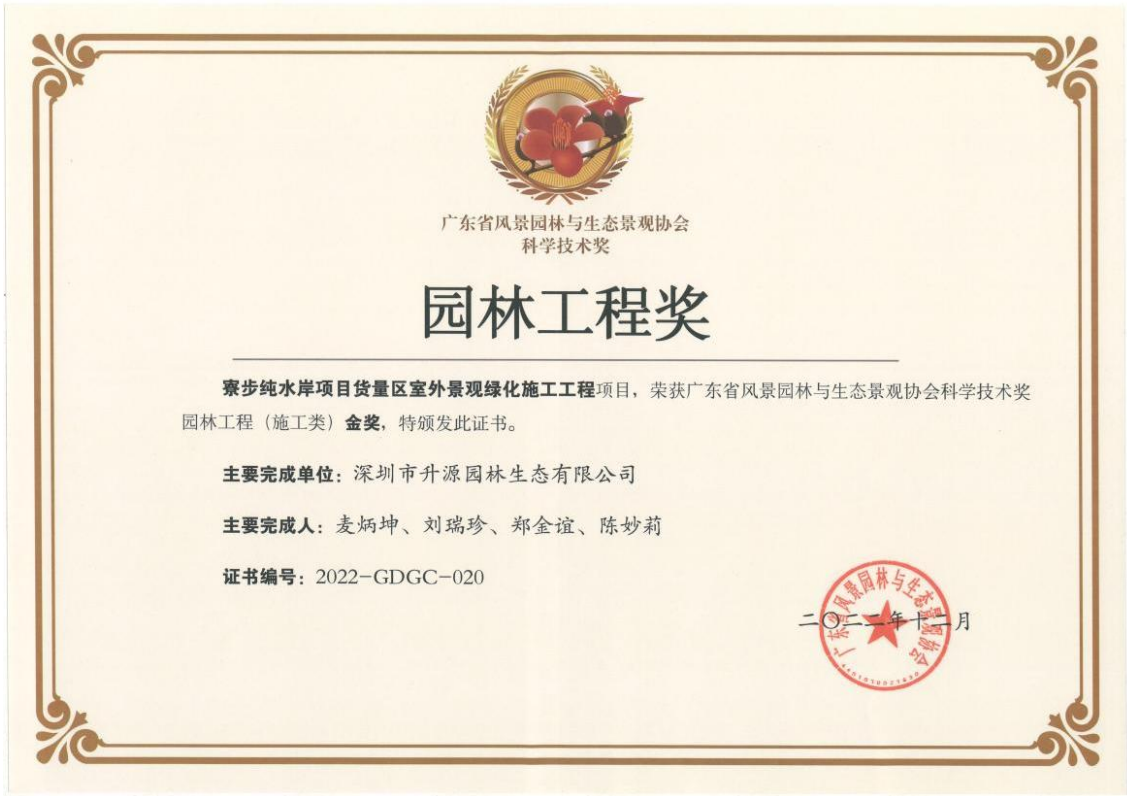 广东省风景园林与生态景观协会
科学技术奖
园林工程奖
寮步纯水岸项目货量区室外景观绿化施工工程项目，荣获广东省风景园林与生态景观协会科学技术奖
园林工程（施工类）金奖，特颁发此证书。
主要完成单位：深圳市升源园林生态有限公司
主要完成人：麦炳坤、刘瑞珍、郑金谊、陈妙莉
证书编号：2022-GDGC-020
二〇二二年十二月
广东省风景园林与生态景观协会